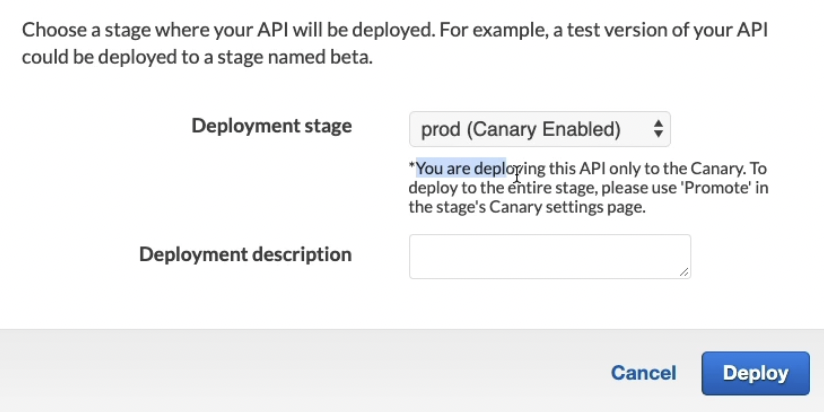 Choose a stage where your API will be deployed. For example, a test version of your API
could be deployed to a stage named beta.
Deployment stage
prod (Canary Enabled)
*You are deploying this API only to the Canary. To
deploy to the entire stage, please use 'Promote' in
the stage's Canary settings page.
Deployment description
Cancel
Deploy